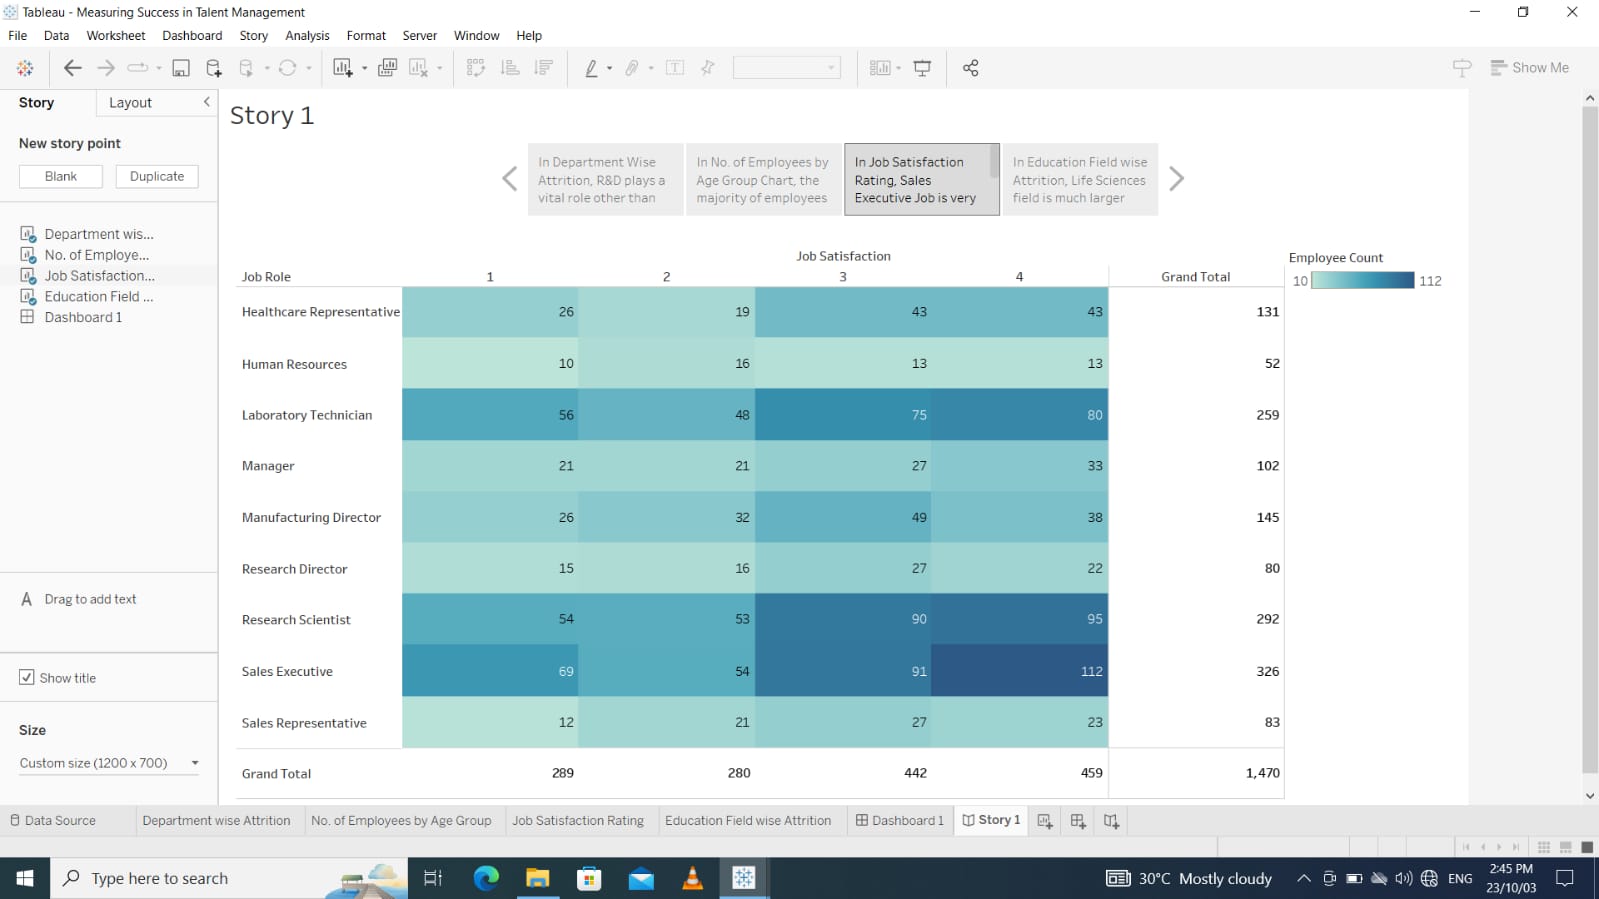 Tableau - Measuring Success in Talent Management
File Data Worksheet Dashboard Story Analysis Format Server Window Help
Show Me
Story Layout
New story point
Blank Duplicate
Department wis...
No. of Employe...
Job Satisfaction...
Education Field ...
Dashboard 1
A Drag to add text
Show title
Size
Custom size (1200 x 700)
Story 1
In Department Wise
Attrition, R&D plays a
vital role other than
In No. of Employees by
Age Group Chart, the
majority of employees
In Job Satisfaction
Rating, Sales
Executive Job is very
In Education Field wise
Attrition, Life Sciences
field is much larger
Job Satisfaction
Job Role 1 2 3 4 Grand Total
Healthcare Representative 26 19 43 43 131
Human Resources 10 16 13 13 52
Laboratory Technician 56 48 75 80 259
Manager 21 21 27 33 102
Manufacturing Director 26 32 49 38 145
Research Director 15 16 27 22 80
Research Scientist 54 53 90 95 292
Sales Executive 69 54 91 112 326
Sales Representative 12 21 27 23 83
Grand Total 289 280 442 459 1,470
Employee Count
10 112
Data Source Department wise Attrition No. of Employees by Age Group Job Satisfaction Rating Education Field wise Attrition Dashboard 1 Story 1
Type here to search
30°C Mostly cloudy
ENG
2:45 PM
23/10/03